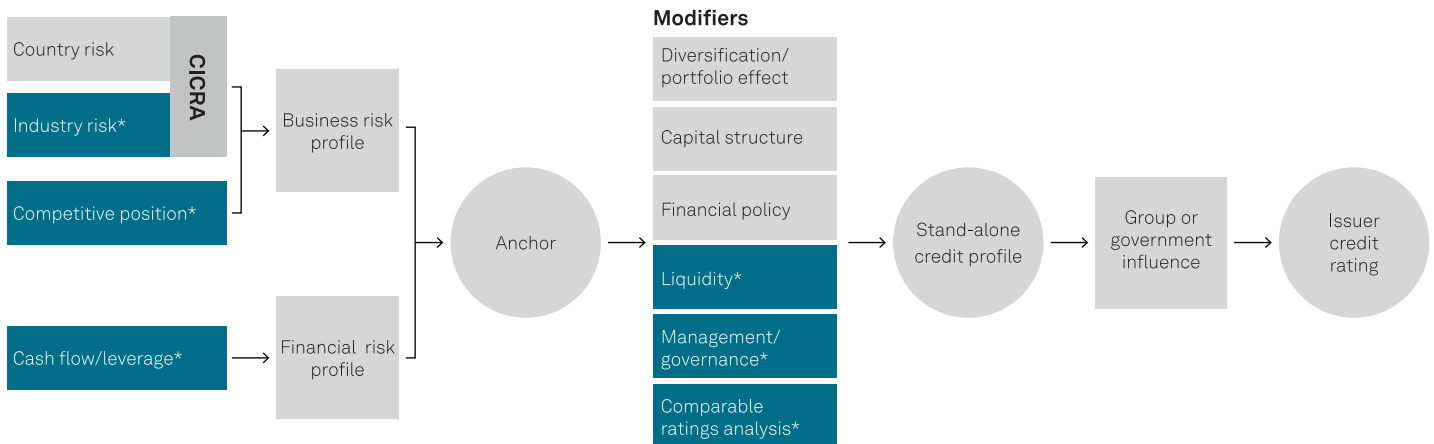 Country risk
Industry risk*
CICRA
Competitive position*
Cash flow/leverage*
Business risk
profile
Financial risk
profile
Anchor
Modifiers
Diversification/
portfolio effect
Capital structure
Financial policy
Liquidity*
Management/
governance*
Comparable
ratings analysis*
Stand-alone
credit profile
Group or
government
influence
Issuer
credit
rating